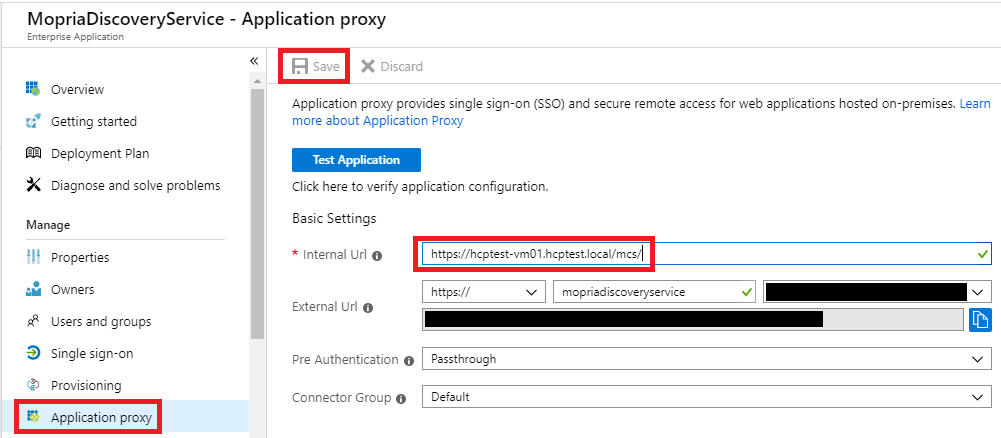 MopriaDiscoveryService - Application proxy
Enterprise Application
«
Overview
Getting started
Deployment Plan
Diagnose and solve problems
Manage
Properties
Owners
Users and groups
Single sign-on
Provisioning
Application proxy
Save
Discard
Application proxy provides single sign-on (SSO) and secure remote access for web applications hosted on-premises. Learn
more about Application Proxy
Test Application
Click here to verify application configuration.
Basic Settings
* Internal Url
https://hcptest-vm01.hcptest.local/mcs/
External Url
https://
mopriadiscoveryservice
Pre Authentication
Passthrough
Connector Group
Default